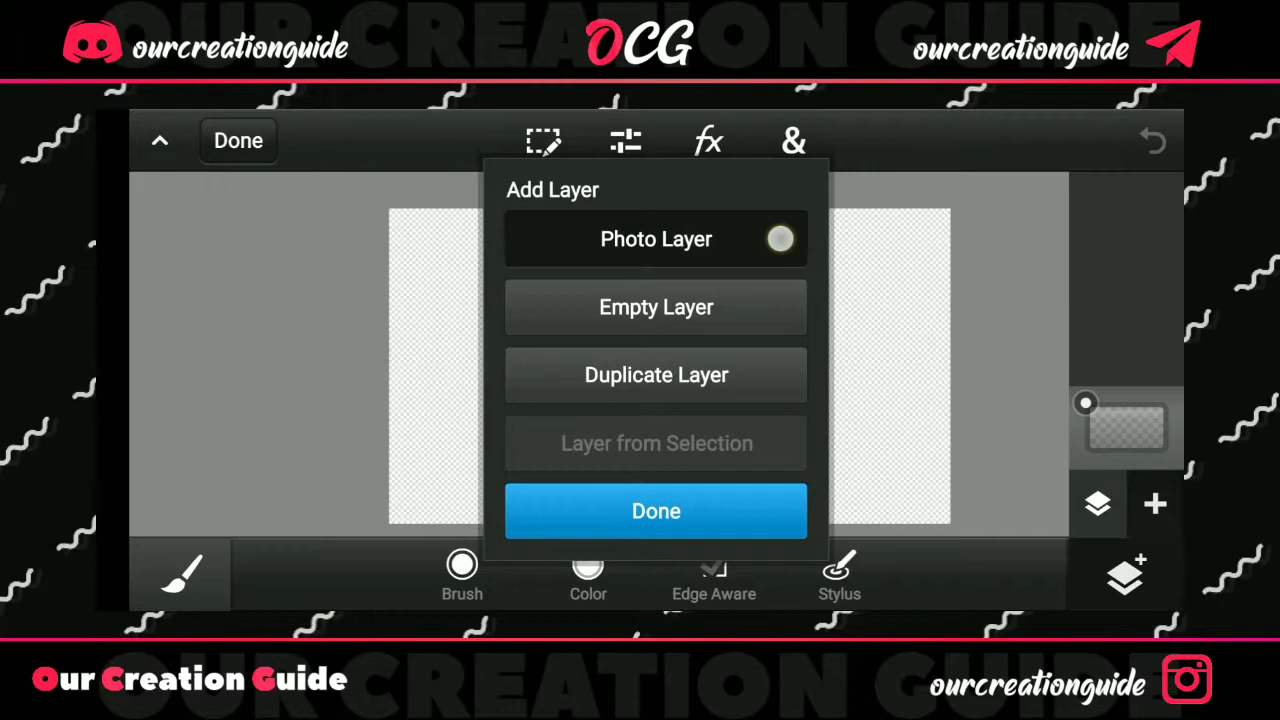 ourcreationguide
OCG
ourcreationguide
Done
fx
&
Add Layer
Photo Layer
Empty Layer
Duplicate Layer
Layer from Selection
Done
Brush
Color
Edge Aware
Stylus
Our Creation Guide
ourcreationguide